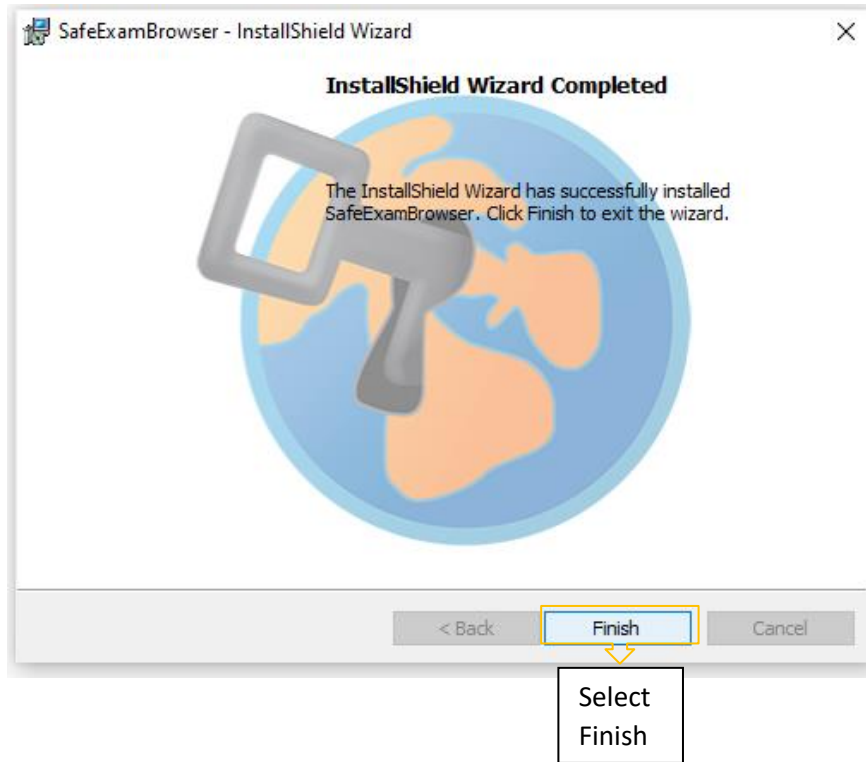 SafeExamBrowser - InstallShield Wizard
InstallShield Wizard Completed
The InstallShield Wizard has successfully installed
SafeExamBrowser. Click Finish to exit the wizard.
< Back Finish Cancel
Select
Finish